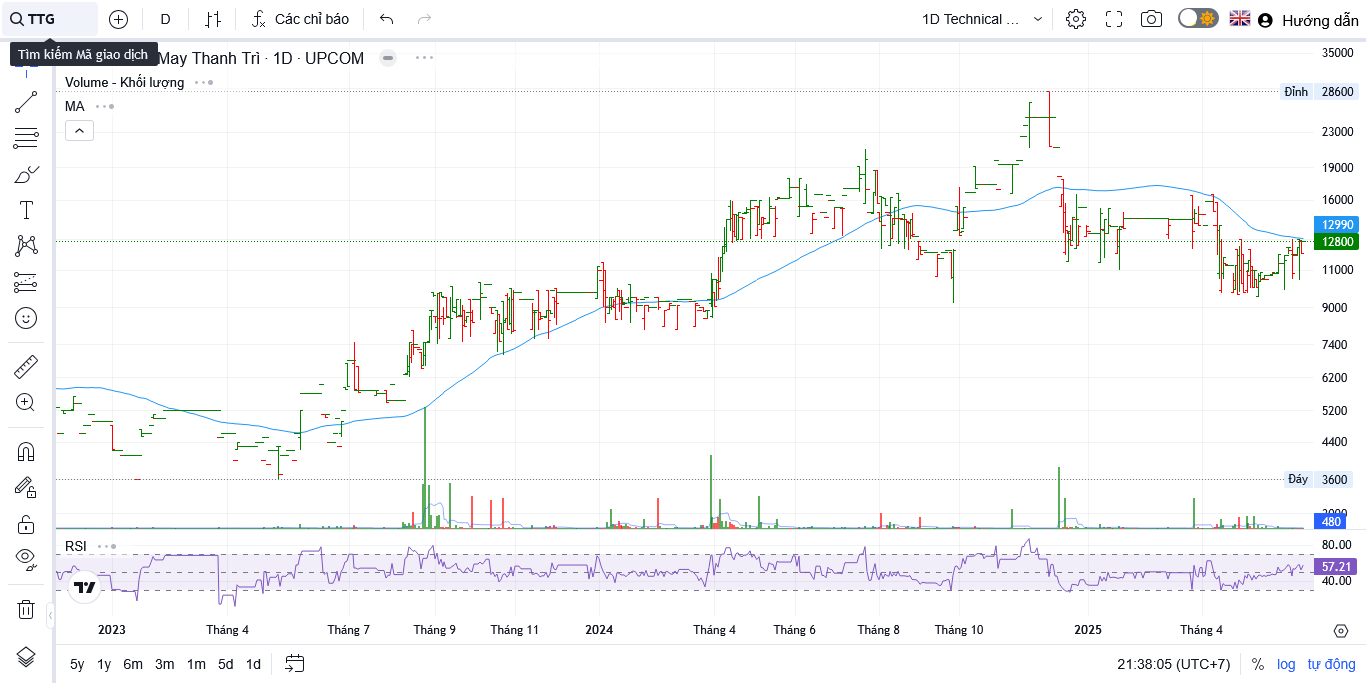 TTG
D
Các chỉ báo
1D Technical ...
Hướng dẫn
Tìm kiếm Mã giao dịch
May Thanh Trì · 1D · UPCOM
Volume - Khối lượng
MA
35000
Đỉnh 28600
23000
19000
16000
12990
12800
11000
9000
7400
6200
5200
4400
Đáy 3600
480
RSI
80.00
57.21
40.00
2023 Tháng 4 Tháng 7 Tháng 9 Tháng 11 2024 Tháng 4 Tháng 6 Tháng 8 Tháng 10 2025 Tháng 4
5y 1y 6m 3m 1m 5d 1d
21:38:05 (UTC+7) % log tự động